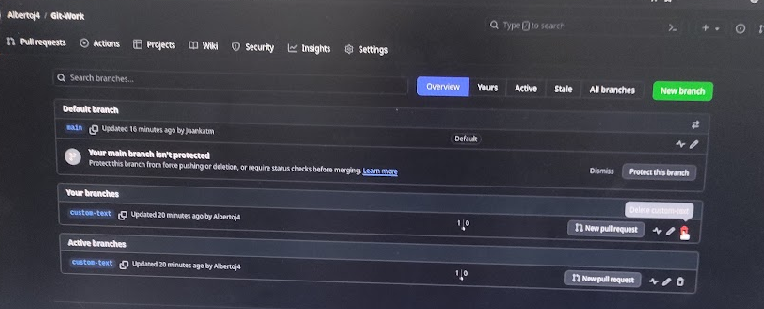 Albertoj4 / Git-Work
Type / to search
Pull requests Actions Projects Wiki Security Insights Settings
Search branches...
Overview Yours Active Stale All branches New branch
Default branch
main Updated 16 minutes ago by Juankatm
Default
Your main branch isn't protected
Protect this branch from force pushing or deletion, or require status checks before merging. Learn more
Dismiss Protect this branch
Your branches
Delete custom-text
custom-text Updated 20 minutes ago by Albertoj4 1 0 New pull request
Active branches
custom-text Updated 20 minutes ago by Albertoj4 1 0 New pull request